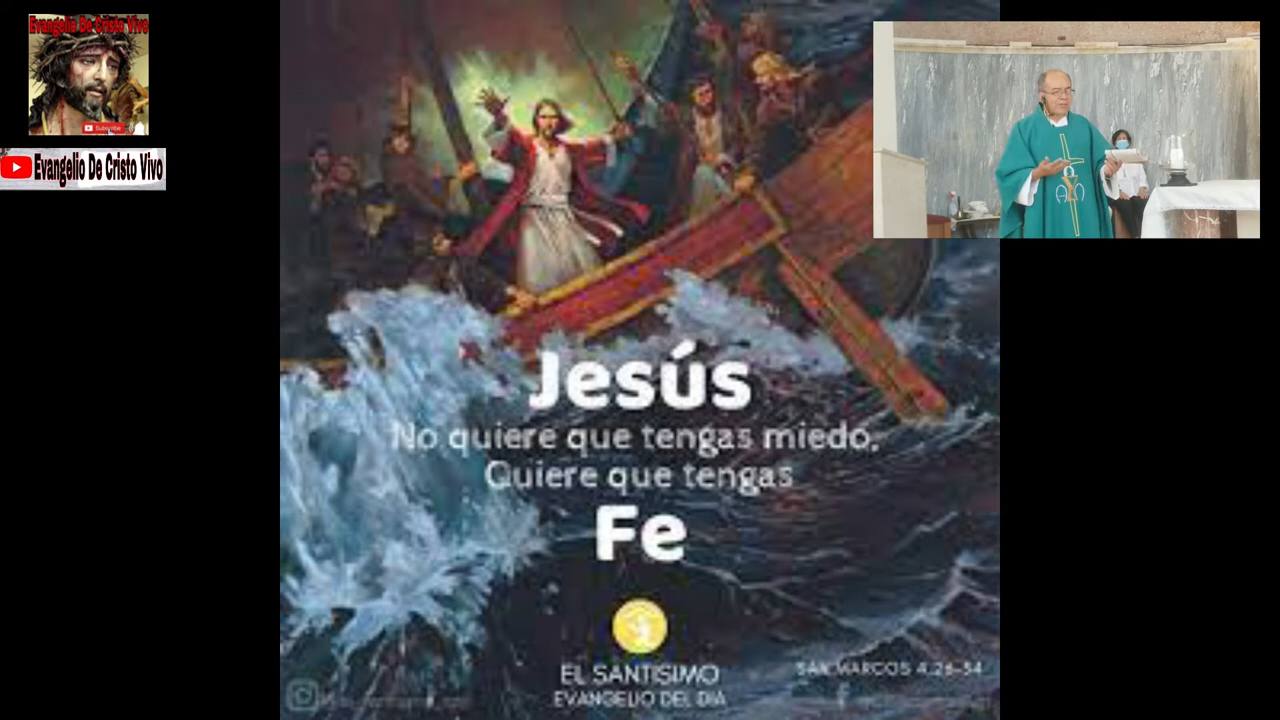 Evangelio De Cristo Vivo
Subscribe
Evangelio De Cristo Vivo
Jesús
No quiere que tengas miedo,
Quiere que tengas
Fe
EL SANTISIMO
EVANGELIO DEL DIA
SAN MARCOS 4,26-34